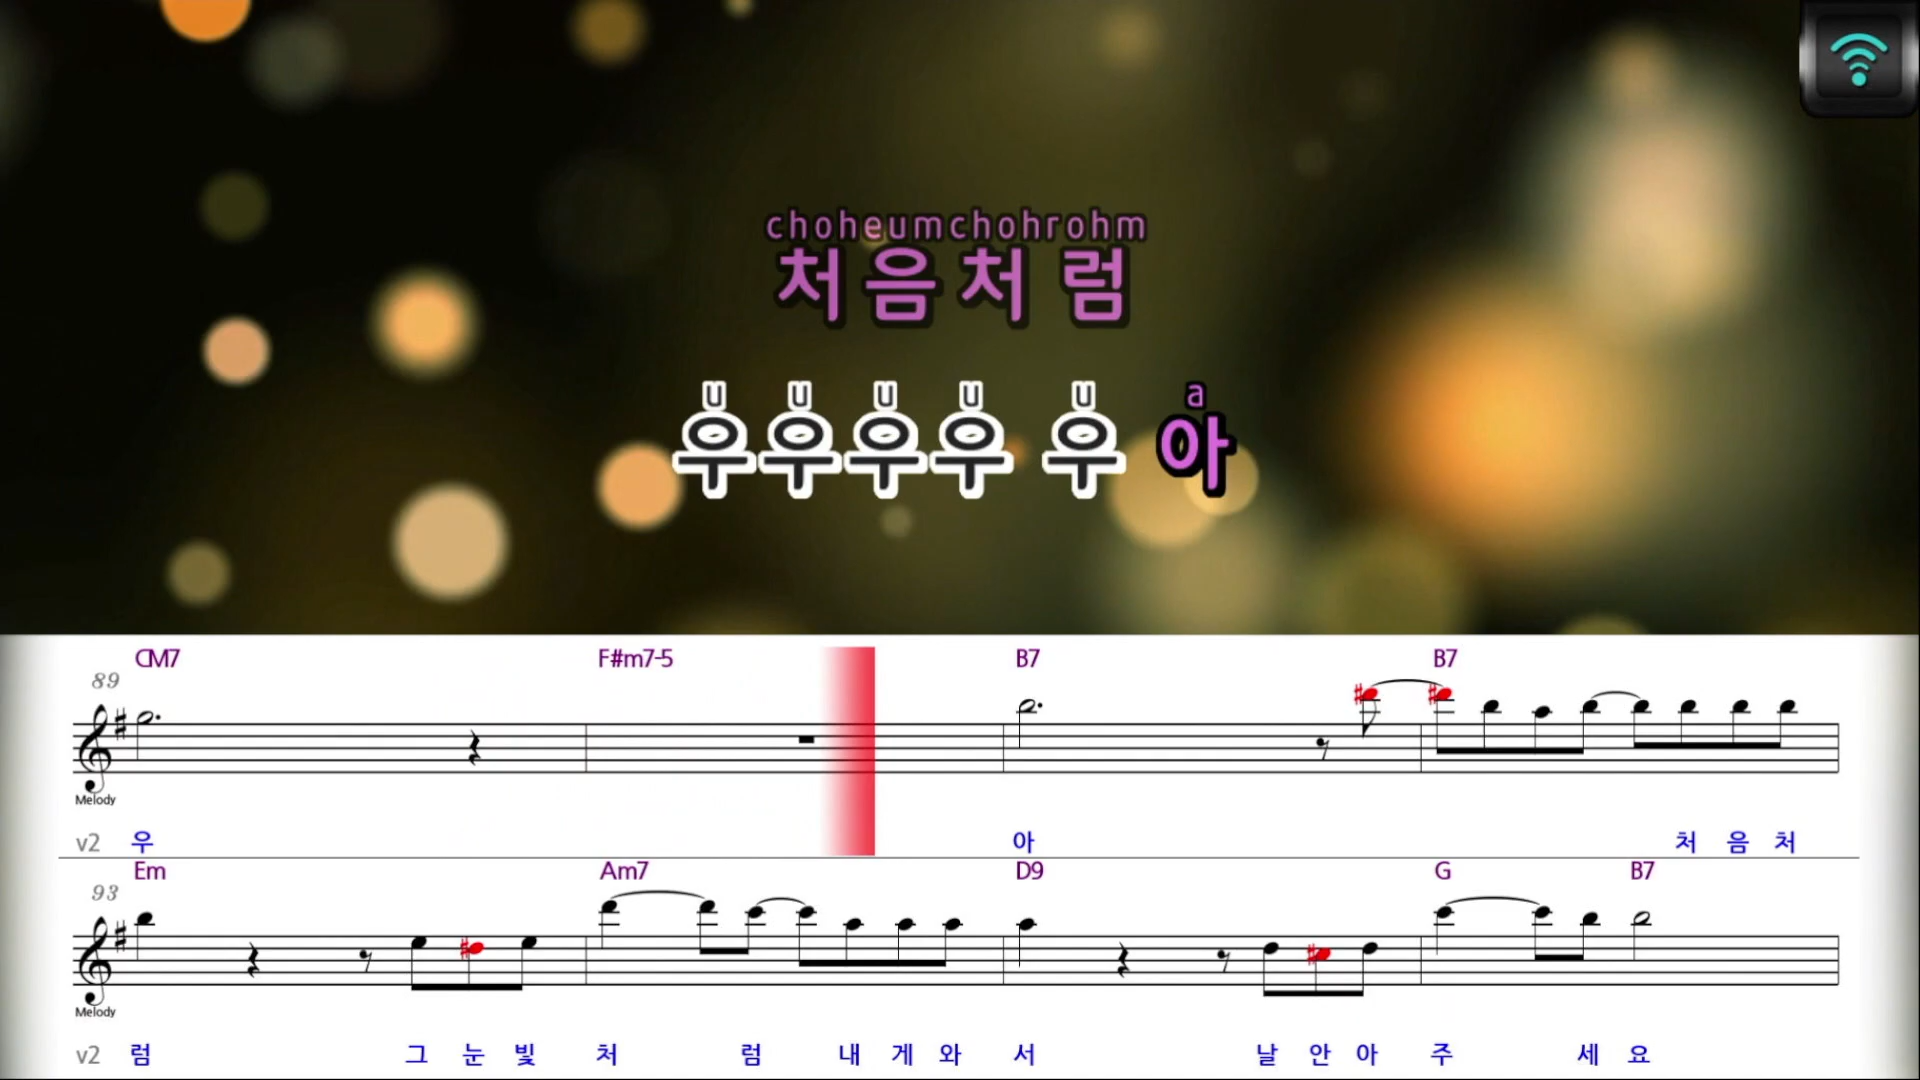 choheumchohrohm
처음처럼
u u u u u a
우우우우 우 아
CM7 F#m7-5 B7 B7
89
Melody
v2 우 아 처 음 처
Em Am7 D9 G B7
93
Melody
v2 럼 그 눈 빛 처 럼 내 게 와 서 날 안 아 주 세 요